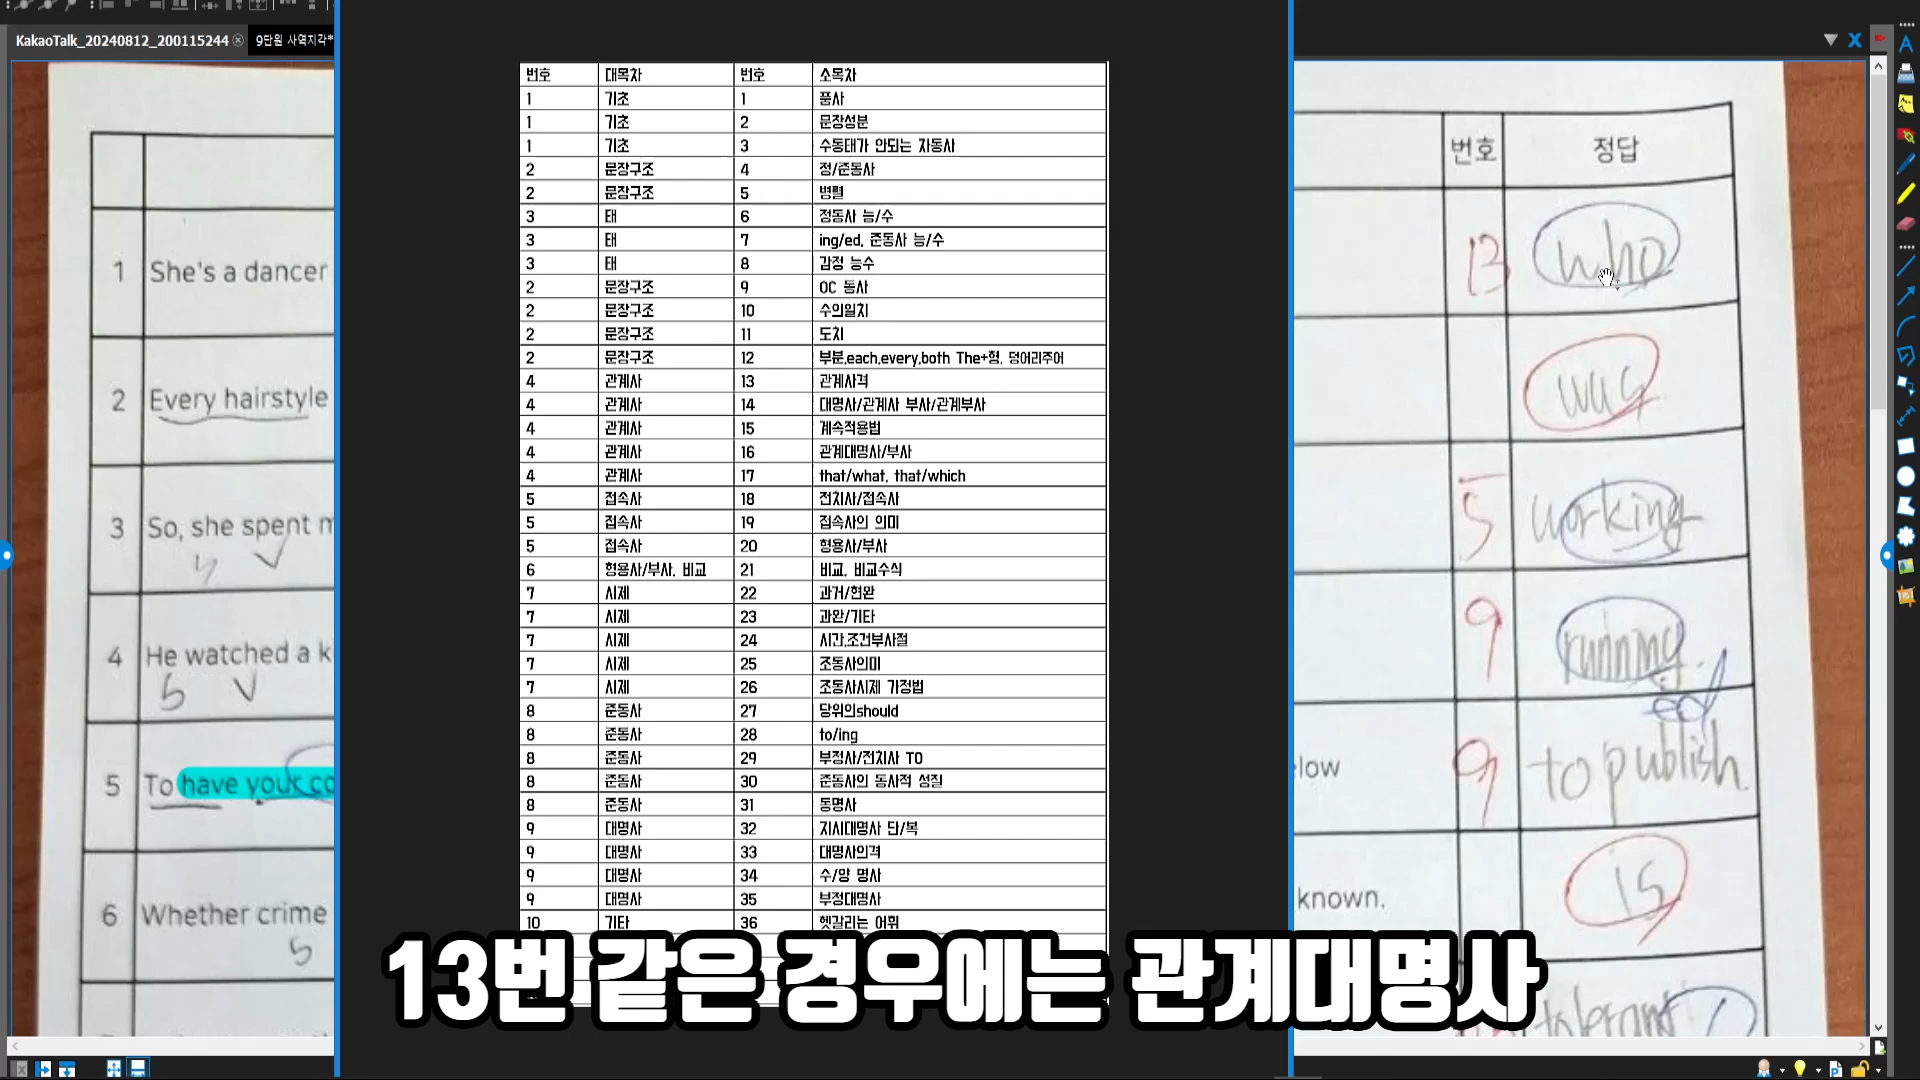 KakaoTalk_20240812_200115244
9단원 사역지각*
1 She's a dancer
2 Every hairstyle
3 So, she spent m
4 He watched a k
5 To have your co
6 Whether crime
번호 대목차 번호 소목차
1 기초 1 품사
1 기초 2 문장성분
1 기초 3 수동태가 안되는 자동사
2 문장구조 4 정/준동사
2 문장구조 5 병렬
3 태 6 정동사 능/수
3 태 7 ing/ed, 준동사 능/수
3 태 8 감정 능수
2 문장구조 9 OC 동사
2 문장구조 10 수의일치
2 문장구조 11 도치
2 문장구조 12 부분,each,every,both The+형, 덩어리주어
4 관계사 13 관계사격
4 관계사 14 대명사/관계사 부사/관계부사
4 관계사 15 계속적용법
4 관계사 16 관계대명사/부사
4 관계사 17 that/what, that/which
5 접속사 18 전치사/접속사
5 접속사 19 접속사의 의미
5 접속사 20 형용사/부사
6 형용사/부사, 비교 21 비교, 비교수식
7 시제 22 과거/현완
7 시제 23 과완/기타
7 시제 24 시간,조건부사절
7 시제 25 조동사의미
7 시제 26 조동사시제 가정법
8 준동사 27 당위의should
8 준동사 28 to/ing
8 준동사 29 부정사/전치사 TO
8 준동사 30 준동사의 동사적 성질
8 준동사 31 동명사
9 대명사 32 지시대명사 단/복
9 대명사 33 대명사의격
9 대명사 34 수/양 명사
9 대명사 35 부정대명사
10 기타 36 헷갈리는 어휘
번호 정답
13 who
5 working
9 running
ed
low 9 to publish.
known. is
tolerant
13번 같은 경우에는 관계대명사